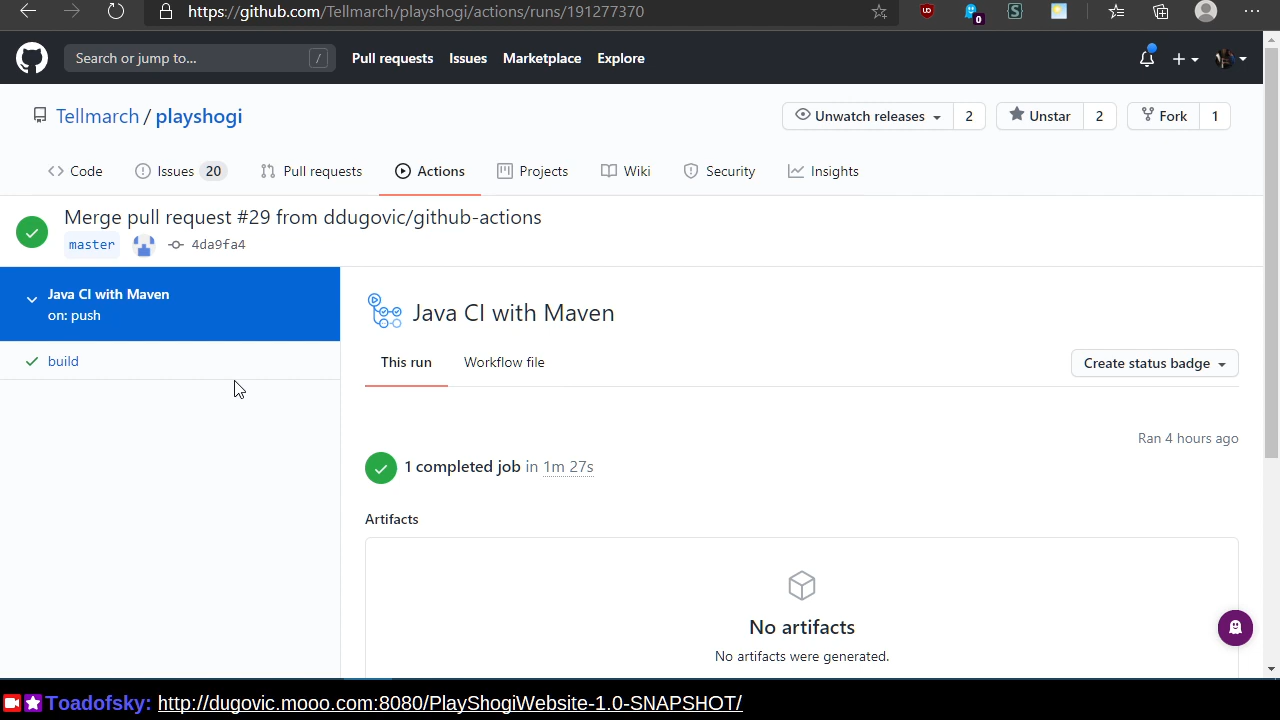 https://github.com/Tellmarch/playshogi/actions/runs/191277370
0
Search or jump to...
/
Pull requests
Issues
Marketplace
Explore
Tellmarch / playshogi
Unwatch releases 2
Unstar 2
Fork 1
Code
Issues 20
Pull requests
Actions
Projects
Wiki
Security
Insights
Merge pull request #29 from ddugovic/github-actions
master 4da9fa4
Java CI with Maven
on: push
build
Java CI with Maven
This run
Workflow file
Create status badge
Ran 4 hours ago
1 completed job in 1m 27s
Artifacts
No artifacts
No artifacts were generated.
Toadofsky: http://dugovic.mooo.com:8080/PlayShogiWebsite-1.0-SNAPSHOT/